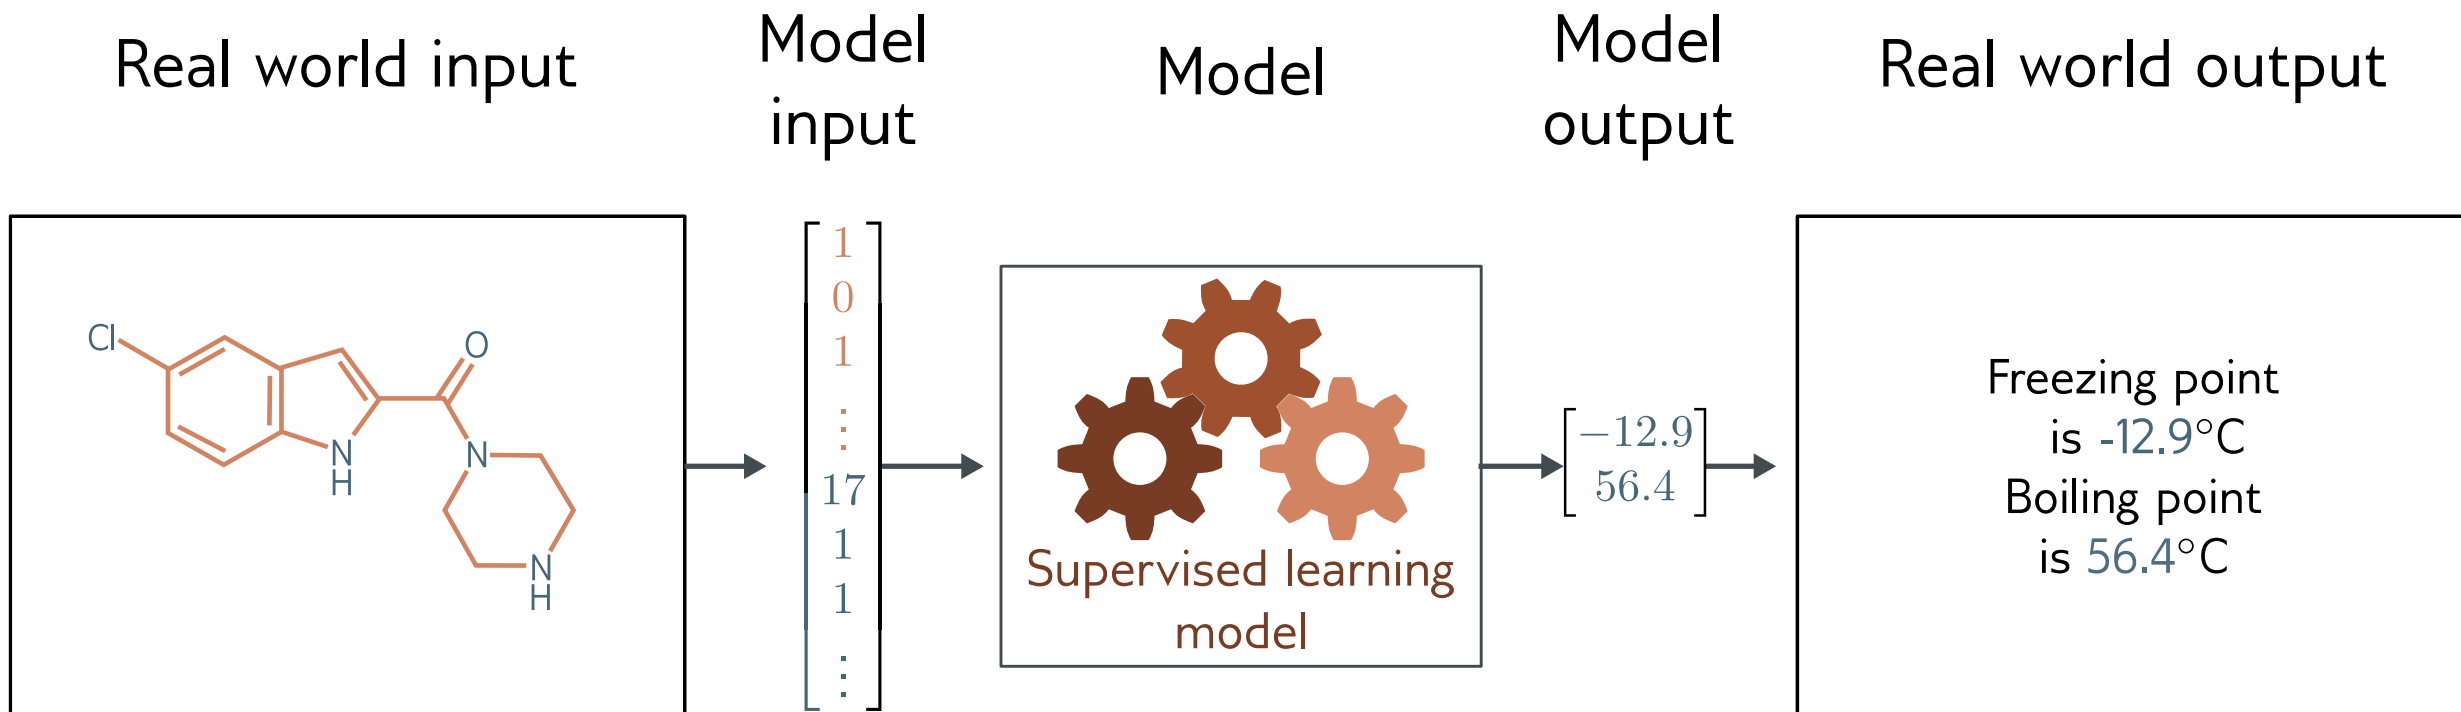 Real world input
Model
input
Model
Model
output
Real world output
Cl
O
N
H
N
N
H
1
0
1
⋮
17
1
1
⋮
Supervised learning
model
−12.9
56.4
Freezing point
is -12.9°C
Boiling point
is 56.4°C